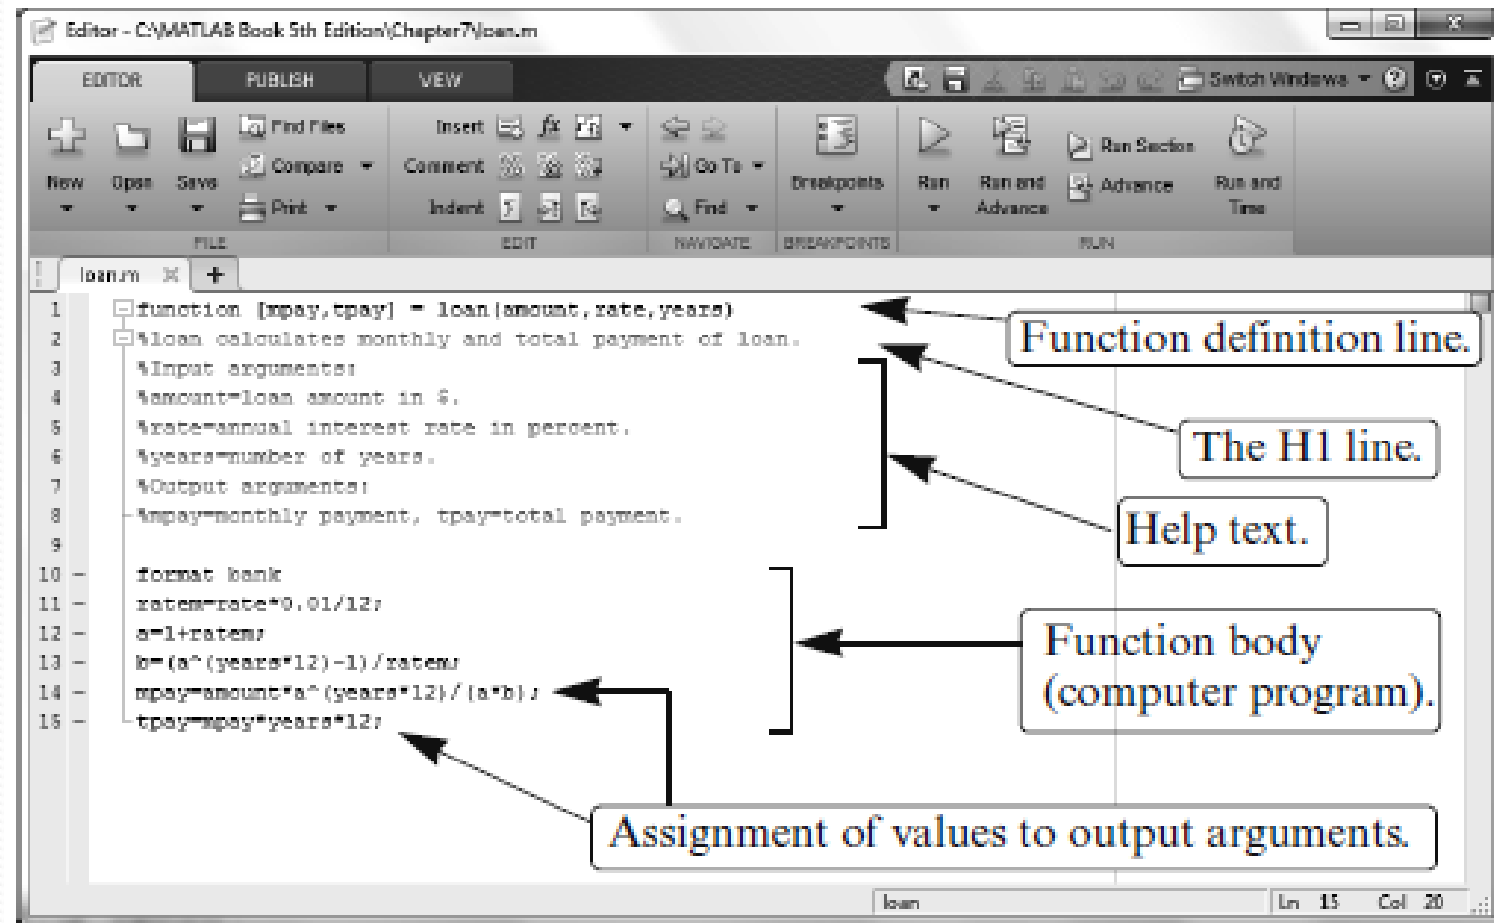 Editor - C:\MATLAB Book 5th Edition\Chapter7\loan.m
EDITOR PUBLISH VIEW Switch Windows
Find Files Insert fx
New Open Save Compare Comment Go To Breakpoints Run Run and Advance Run Section Advance Run and Time
Print Indent Find
FILE EDIT NAVIGATE BREAKPOINTS RUN
loan.m
1 function [mpay,tpay] = loan(amount,rate,years)
Function definition line.
2 %loan calculates monthly and total payment of loan.
The H1 line.
3 %Input arguments:
4 %amount=loan amount in $.
5 %rate=annual interest rate in percent.
6 %years=number of years.
7 %Output arguments:
8 %mpay=monthly payment, tpay=total payment.
Help text.
9
10 – format bank
11 – ratem=rate*0.01/12;
12 – a=1+ratem;
13 – b=(a^(years*12)-1)/ratem;
14 – mpay=amount*a^(years*12)/(a*b);
15 – tpay=mpay*years*12;
Function body
(computer program).
Assignment of values to output arguments.
loan Ln 15 Col 20